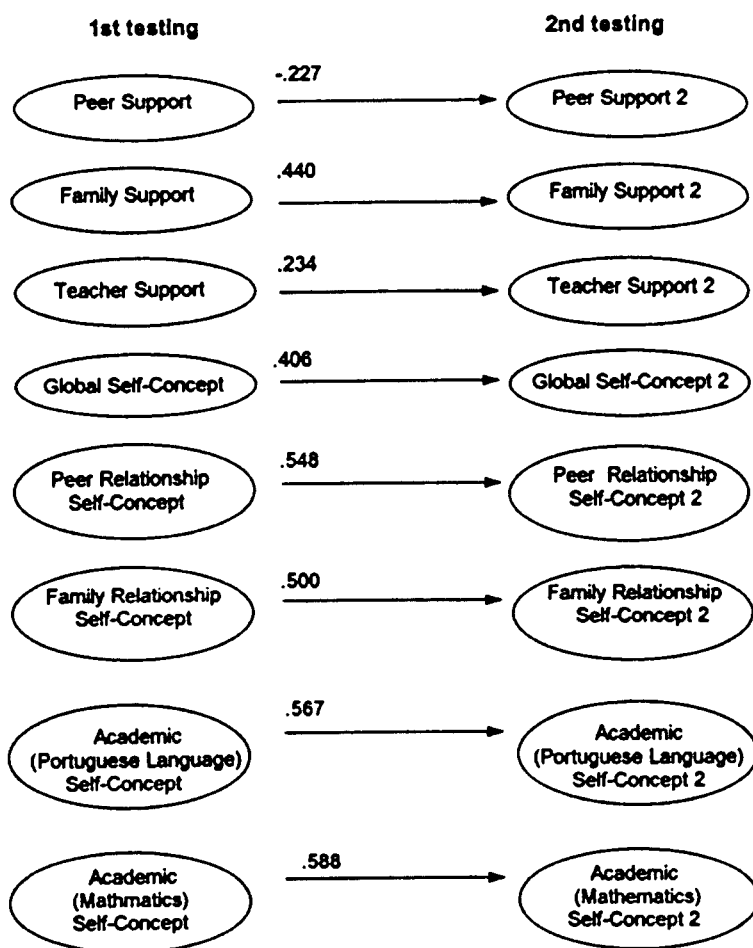 1st testing
2nd testing
-.227
Peer Support
Peer Support 2
.440
Family Support
Family Support 2
.234
Teacher Support
Teacher Support 2
.406
Global Self-Concept
Global Self-Concept 2
.548
Peer Relationship
Self-Concept
Peer Relationship
Self-Concept 2
.500
Family Relationship
Self-Concept
Family Relationship
Self-Concept 2
.567
Academic
(Portuguese Language)
Self-Concept
Academic
(Portuguese Language)
Self-Concept 2
.588
Academic
(Mathmatics)
Self-Concept
Academic
(Mathematics)
Self-Concept 2